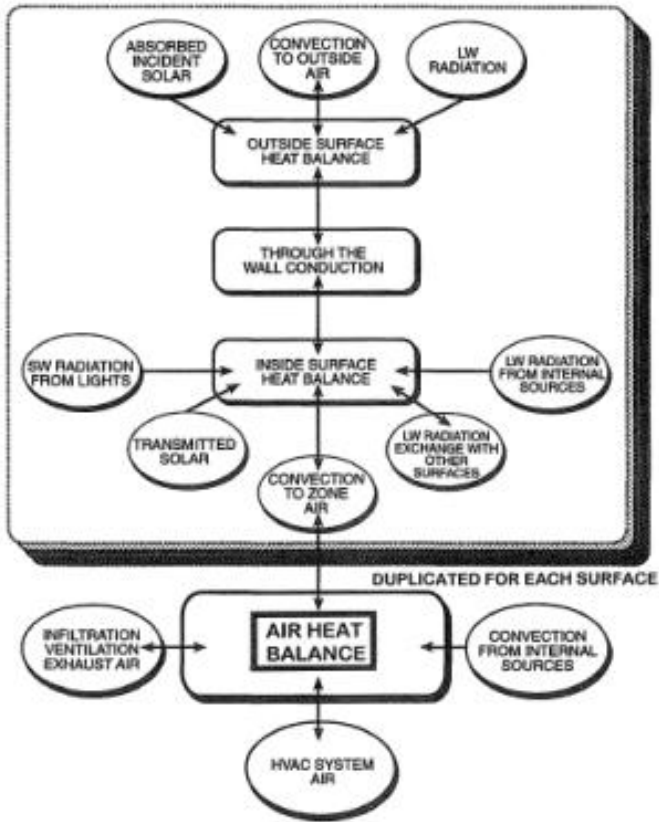 ABSORBED
INCIDENT
SOLAR
CONVECTION
TO OUTSIDE
AIR
LW
RADIATION
OUTSIDE SURFACE
HEAT BALANCE
THROUGH THE
WALL CONDUCTION
SW RADIATION
FROM LIGHTS
INSIDE SURFACE
HEAT BALANCE
LW RADIATION
FROM INTERNAL
SOURCES
TRANSMITTED
SOLAR
LW RADIATION
EXCHANGE WITH
OTHER
SURFACES
CONVECTION
TO ZONE
AIR
DUPLICATED FOR EACH SURFACE
INFILTRATION
VENTILATION
EXHAUST AIR
AIR HEAT
BALANCE
CONVECTION
FROM INTERNAL
SOURCES
HVAC SYSTEM
AIR